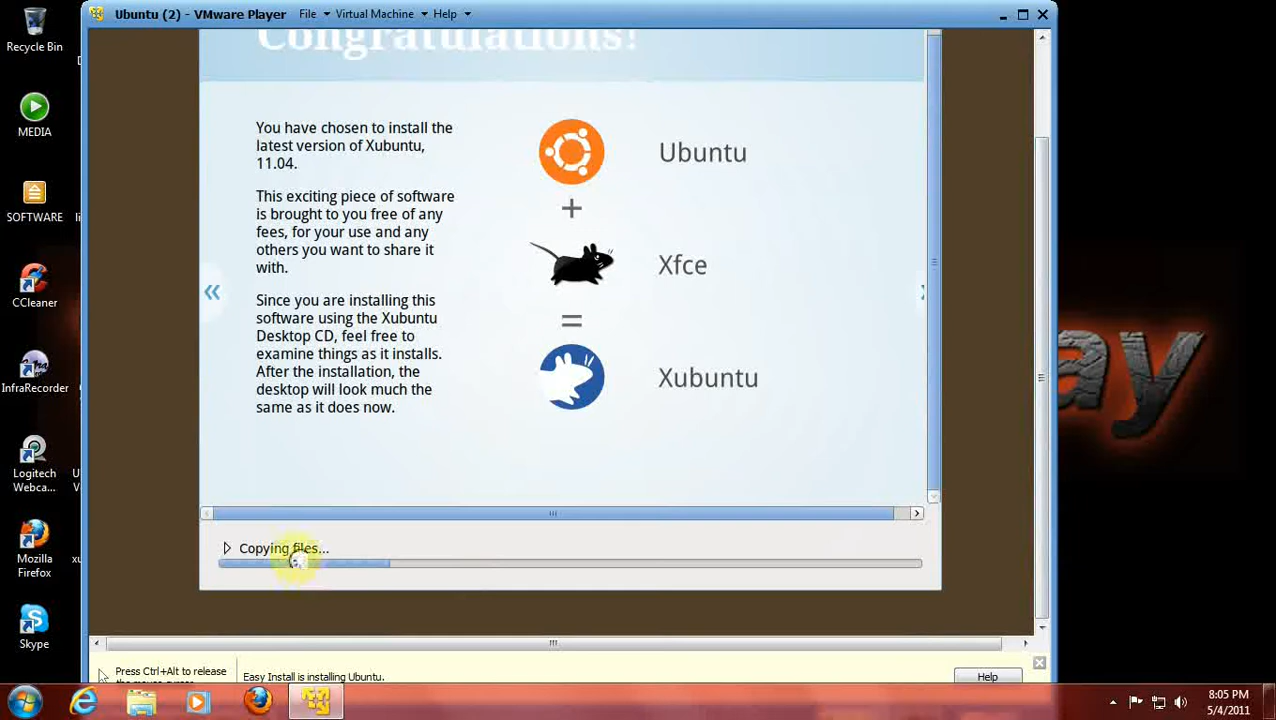 Ubuntu (2) - VMware Player File Virtual Machine Help
Recycle Bin
MEDIA
SOFTWARE
CCleaner
InfraRecorder
Logitech
Webca...
Mozilla
Firefox
Skype
Congratulations!
You have chosen to install the
latest version of Xubuntu,
11.04.
This exciting piece of software
is brought to you free of any
fees, for your use and any
others you want to share it
with.
Since you are installing this
software using the Xubuntu
Desktop CD, feel free to
examine things as it installs.
After the installation, the
desktop will look much the
same as it does now.
Ubuntu
+
Xfce
=
Xubuntu
Copying files...
Press Ctrl+Alt to release
Easy Install is installing Ubuntu.
Help
8:05 PM
5/4/2011